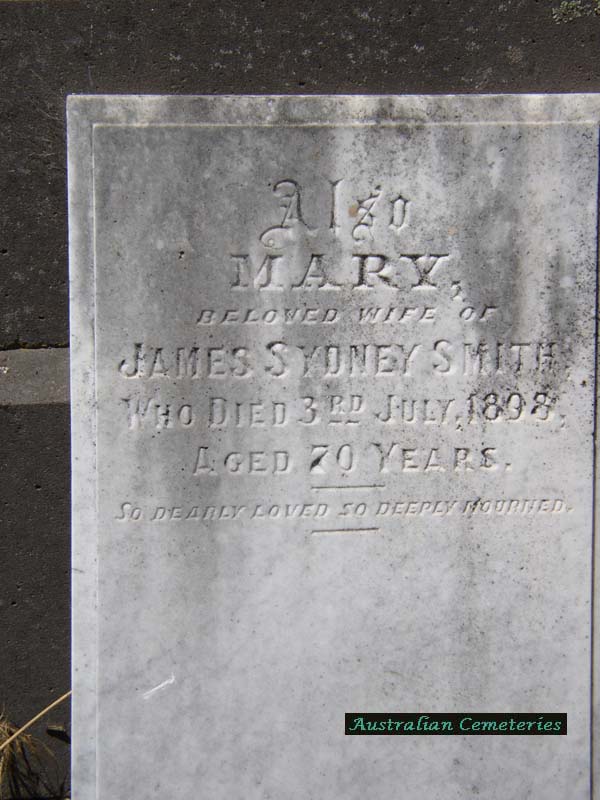 Also
MARY,
BELOVED WIFE OF
JAMES SYDNEY SMITH,
WHO DIED 3RD JULY, 1898,
AGED 70 YEARS.
SO DEARLY LOVED SO DEEPLY MOURNED.
Australian Cemeteries